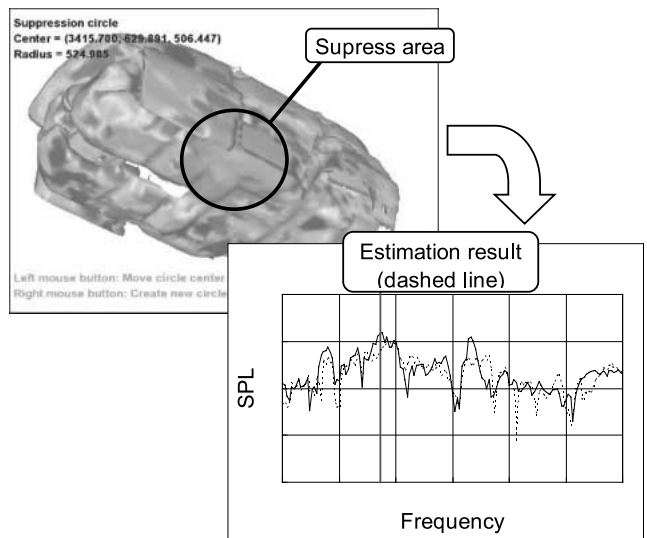 Suppression circle
Center = (3415.700, 629.891, 506.447)
Radius = 524.985
Supress area
Left mouse button: Move circle center
Right mouse button: Create new circle
Estimation result
(dashed line)
SPL
Frequency